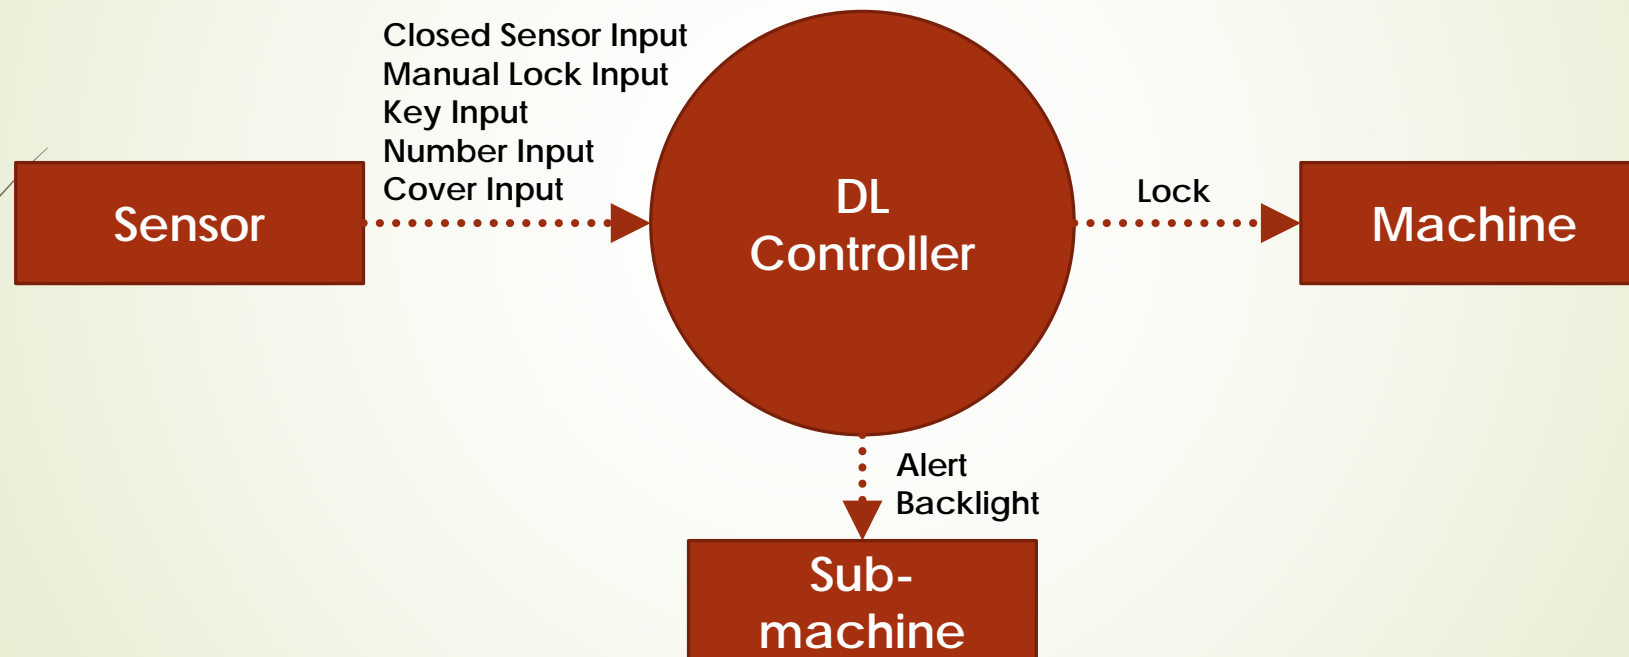 Closed Sensor Input
Manual Lock Input
Key Input
Number Input
Cover Input
Sensor
DL
Controller
Lock
Machine
Alert
Backlight
Sub-
machine